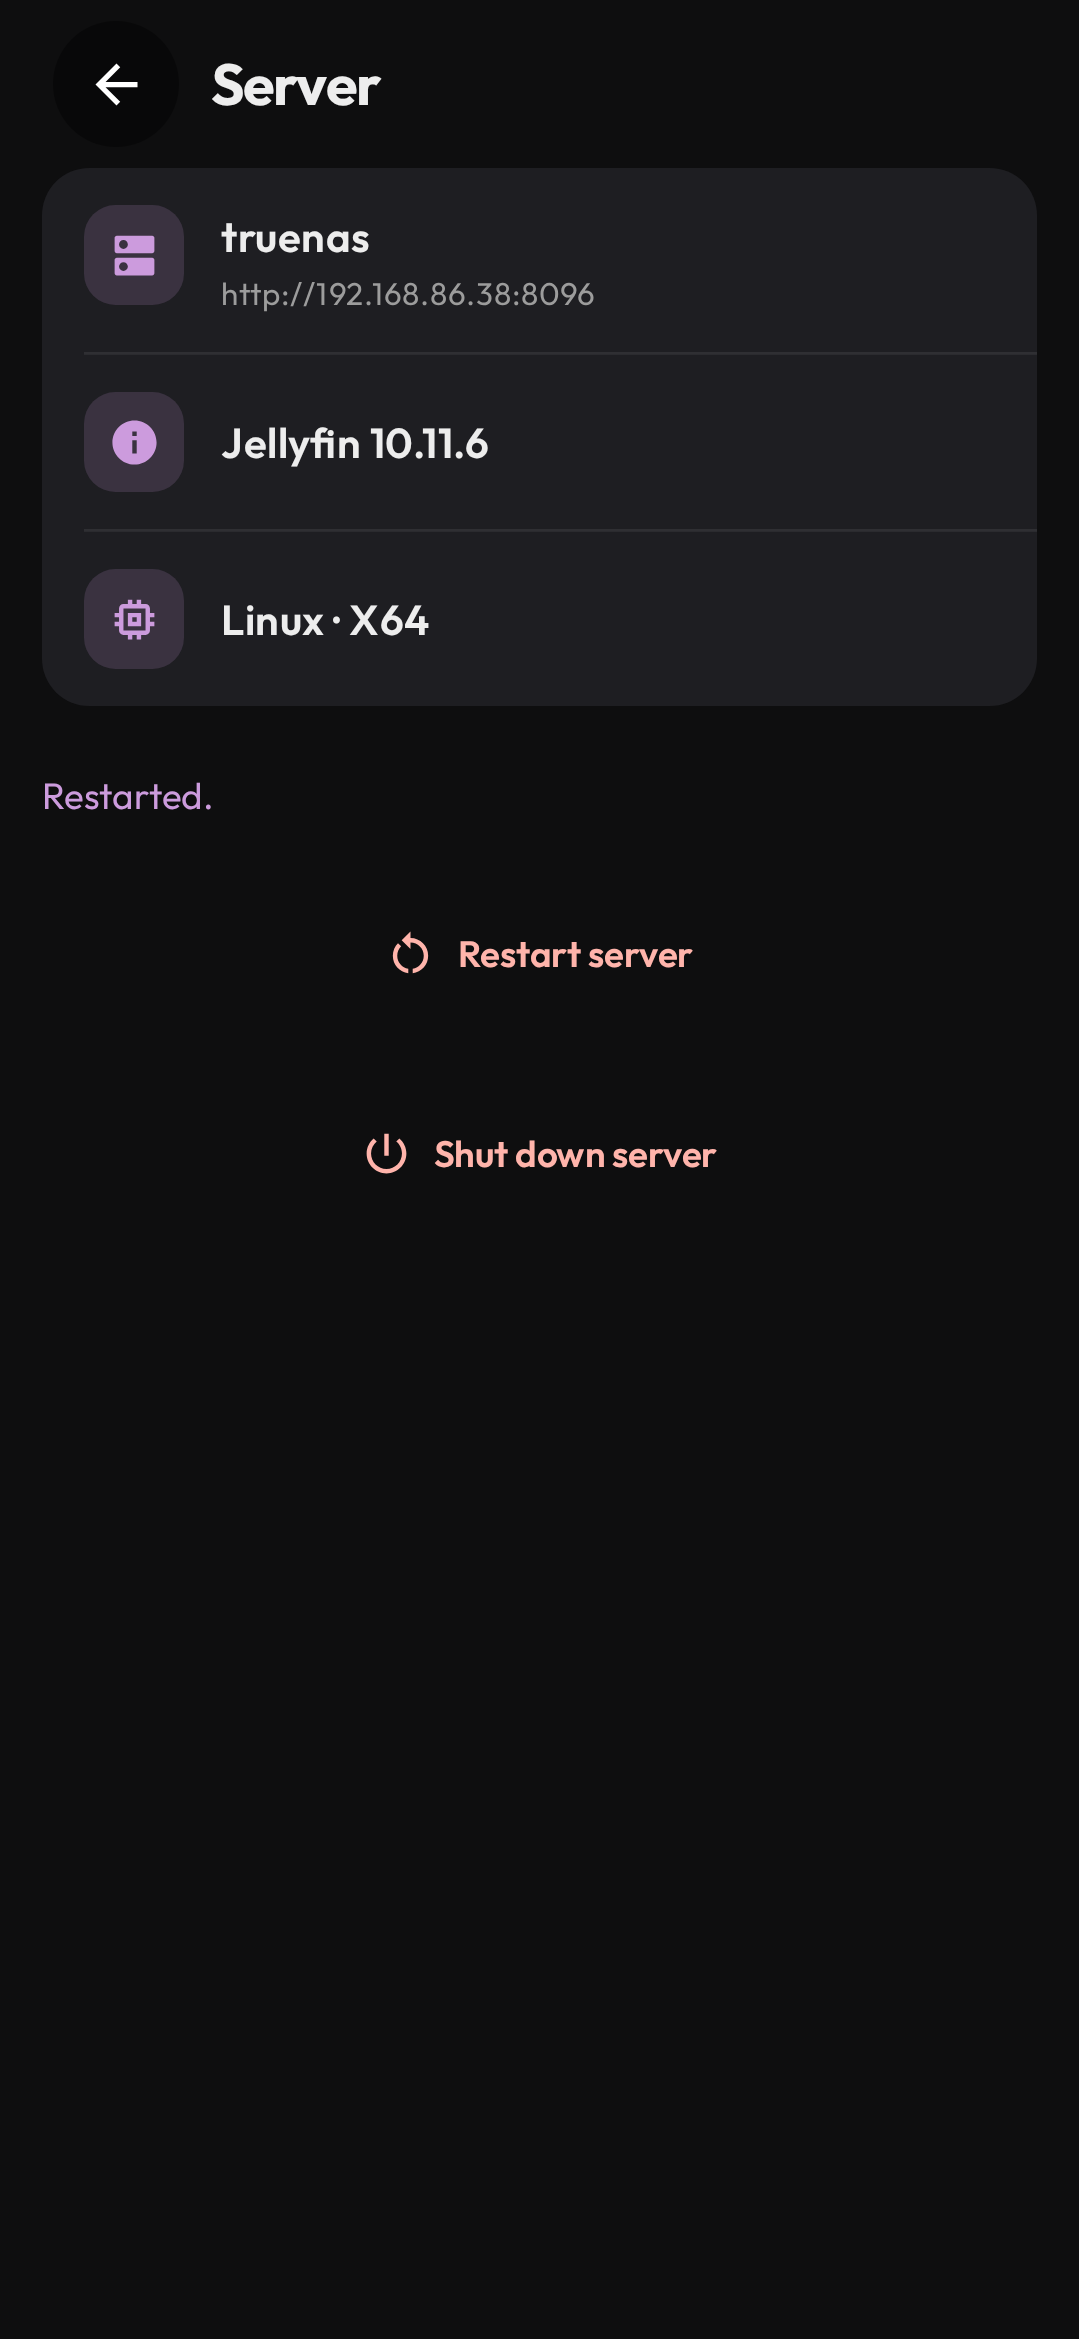 Server
truenas
http://192.168.86.38:8096
Jellyfin 10.11.6
Linux · X64
Restarted.
Restart server
Shut down server